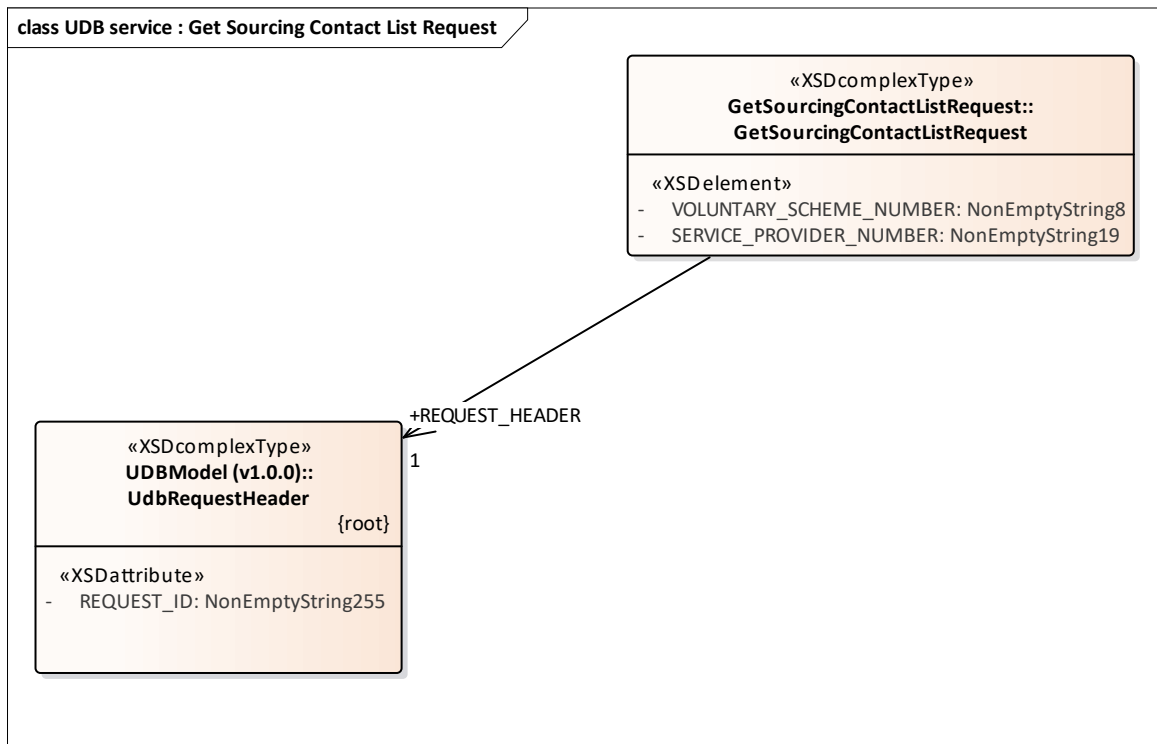 class UDB service : Get Sourcing Contact List Request
«XSDcomplexType»
GetSourcingContactListRequest::
GetSourcingContactListRequest
«XSDelement»
- VOLUNTARY_SCHEME_NUMBER: NonEmptyString8
- SERVICE_PROVIDER_NUMBER: NonEmptyString19
+REQUEST_HEADER
1
«XSDcomplexType»
UDBModel (v1.0.0)::
UdbRequestHeader
{root}
«XSDattribute»
- REQUEST_ID: NonEmptyString255